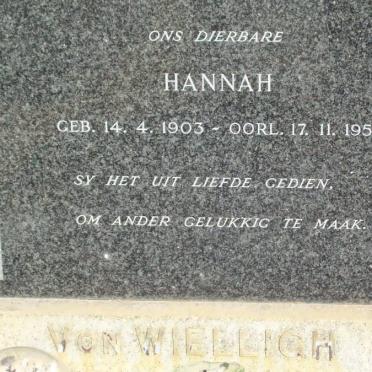 ONS DIERBARE
HANNAH
GEB. 14. 4. 1903 - OORL. 17. 11. 195
SY HET UIT LIEFDE GEDIEN,
OM ANDER GELUKKIG TE MAAK.
VON WIELLIGH